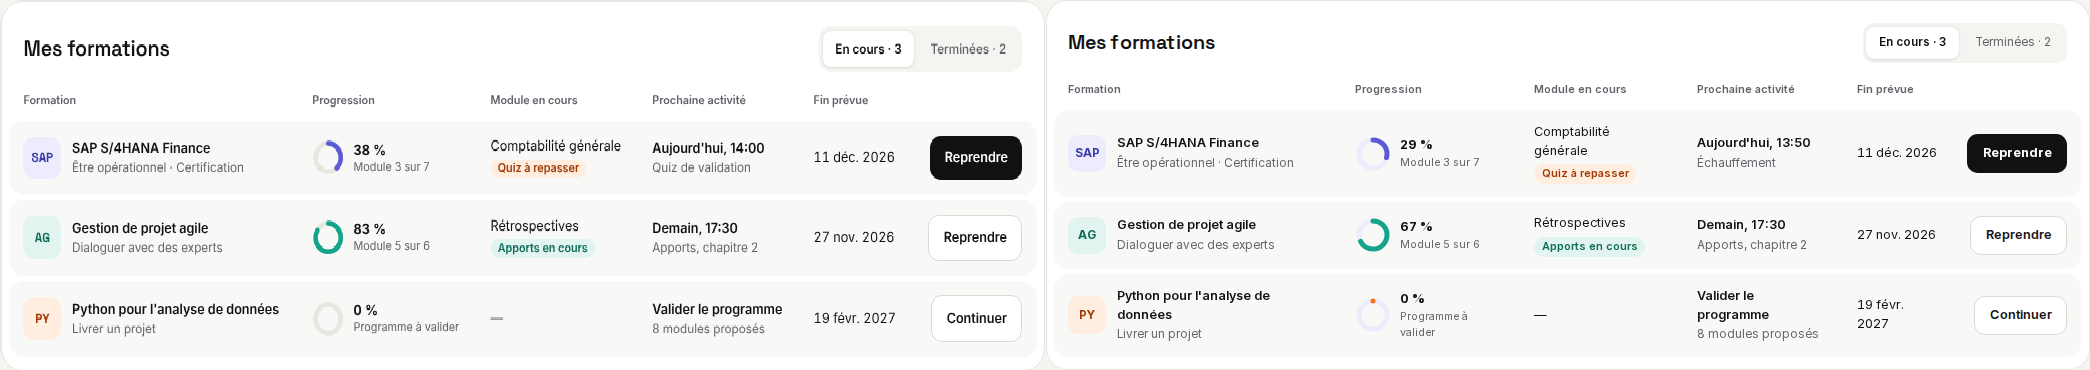 Mes formations
En cours · 3
Terminées · 2
Formation
Progression
Module en cours
Prochaine activité
Fin prévue
SAP
SAP S/4HANA Finance
Être opérationnel · Certification
38 %
Module 3 sur 7
Comptabilité générale
Quiz à repasser
Aujourd'hui, 14:00
Quiz de validation
11 déc. 2026
Reprendre
AG
Gestion de projet agile
Dialoguer avec des experts
83 %
Module 5 sur 6
Rétrospectives
Apports en cours
Demain, 17:30
Apports, chapitre 2
27 nov. 2026
Reprendre
PY
Python pour l'analyse de données
Livrer un projet
0 %
Programme à valider
—
Valider le programme
8 modules proposés
19 févr. 2027
Continuer
Mes formations
En cours · 3
Terminées · 2
Formation
Progression
Module en cours
Prochaine activité
Fin prévue
SAP
SAP S/4HANA Finance
Être opérationnel · Certification
29 %
Module 3 sur 7
Comptabilité
générale
Quiz à repasser
Aujourd'hui, 13:50
Échauffement
11 déc. 2026
Reprendre
AG
Gestion de projet agile
Dialoguer avec des experts
67 %
Module 5 sur 6
Rétrospectives
Apports en cours
Demain, 17:30
Apports, chapitre 2
27 nov. 2026
Reprendre
PY
Python pour l'analyse de
données
Livrer un projet
0 %
Programme à
valider
—
Valider le
programme
8 modules proposés
19 févr.
2027
Continuer